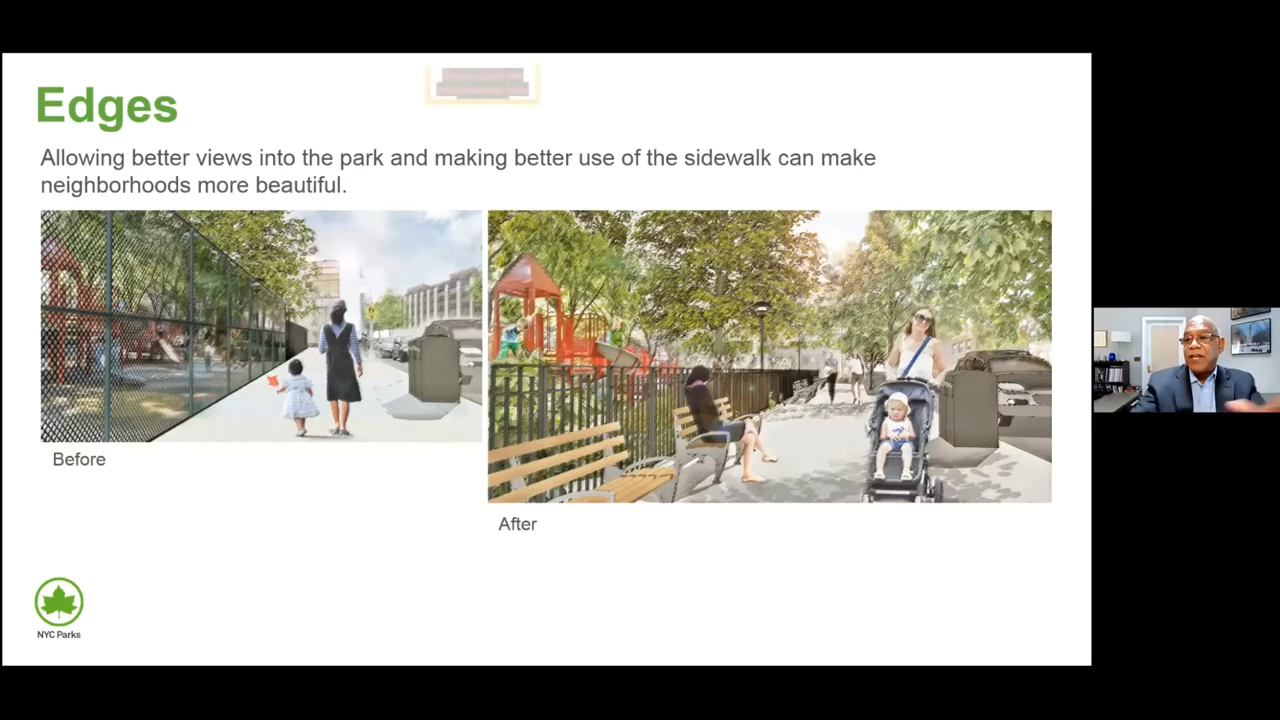 Edges
Allowing better views into the park and making better use of the sidewalk can make
neighborhoods more beautiful.
Before
After
NYC Parks